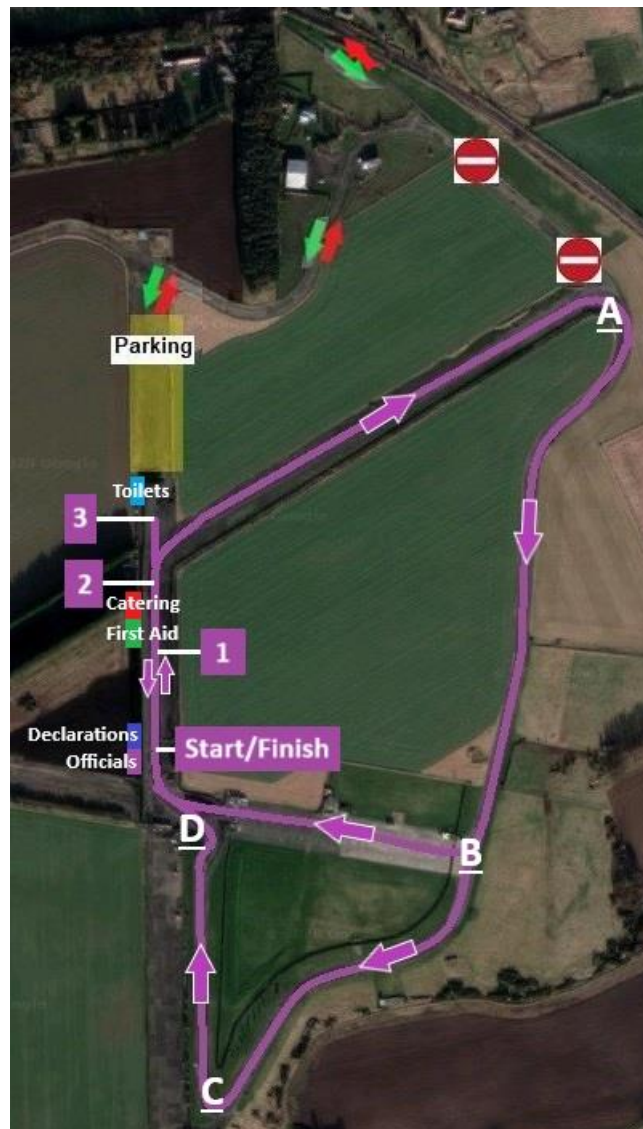 A
Parking
Toilets
3
2
Catering
First Aid
1
Declarations
Officials
Start/Finish
D
B
C